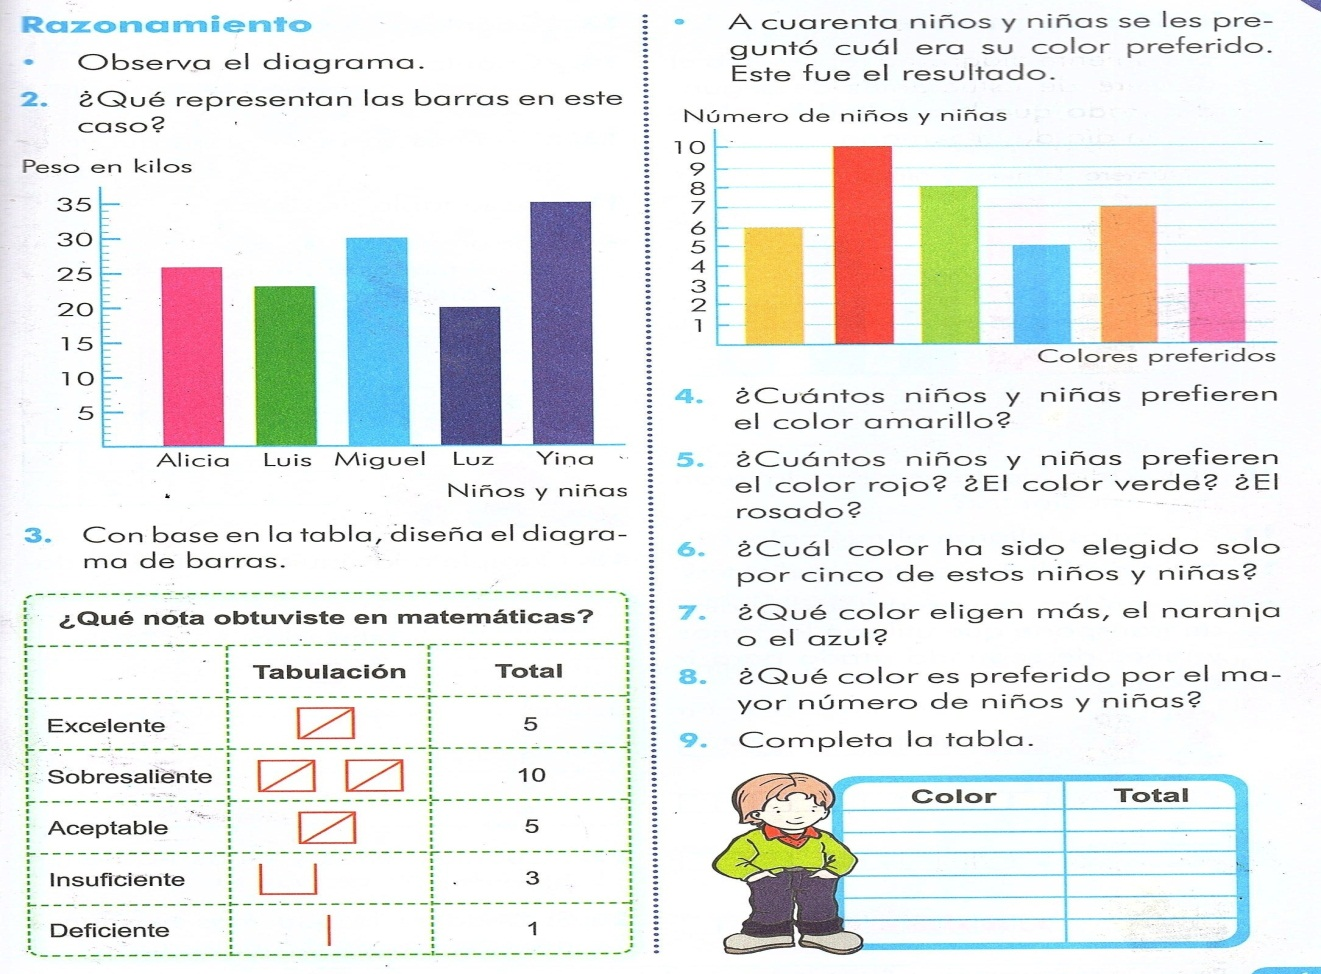 Razonamiento
• Observa el diagrama.
2. ¿Qué representan las barras en este
caso?
Peso en kilos
35
30
25
20
15
10
5
Alicia Luis Miguel Luz Yina
Niños y niñas
3. Con base en la tabla, diseña el diagra-
ma de barras.
¿Qué nota obtuviste en matemáticas?
Tabulación Total
Excelente 5
Sobresaliente 10
Aceptable 5
Insuficiente 3
Deficiente 1
• A cuarenta niños y niñas se les pre-
guntó cuál era su color preferido.
Este fue el resultado.
Número de niños y niñas
10
9
8
7
6
5
4
3
2
1
Colores preferidos
4. ¿Cuántos niños y niñas prefieren
el color amarillo?
5. ¿Cuántos niños y niñas prefieren
el color rojo? ¿El color verde? ¿El
rosado?
6. ¿Cuál color ha sido elegido solo
por cinco de estos niños y niñas?
7. ¿Qué color eligen más, el naranja
o el azul?
8. ¿Qué color es preferido por el ma-
yor número de niños y niñas?
9. Completa la tabla.
Color Total